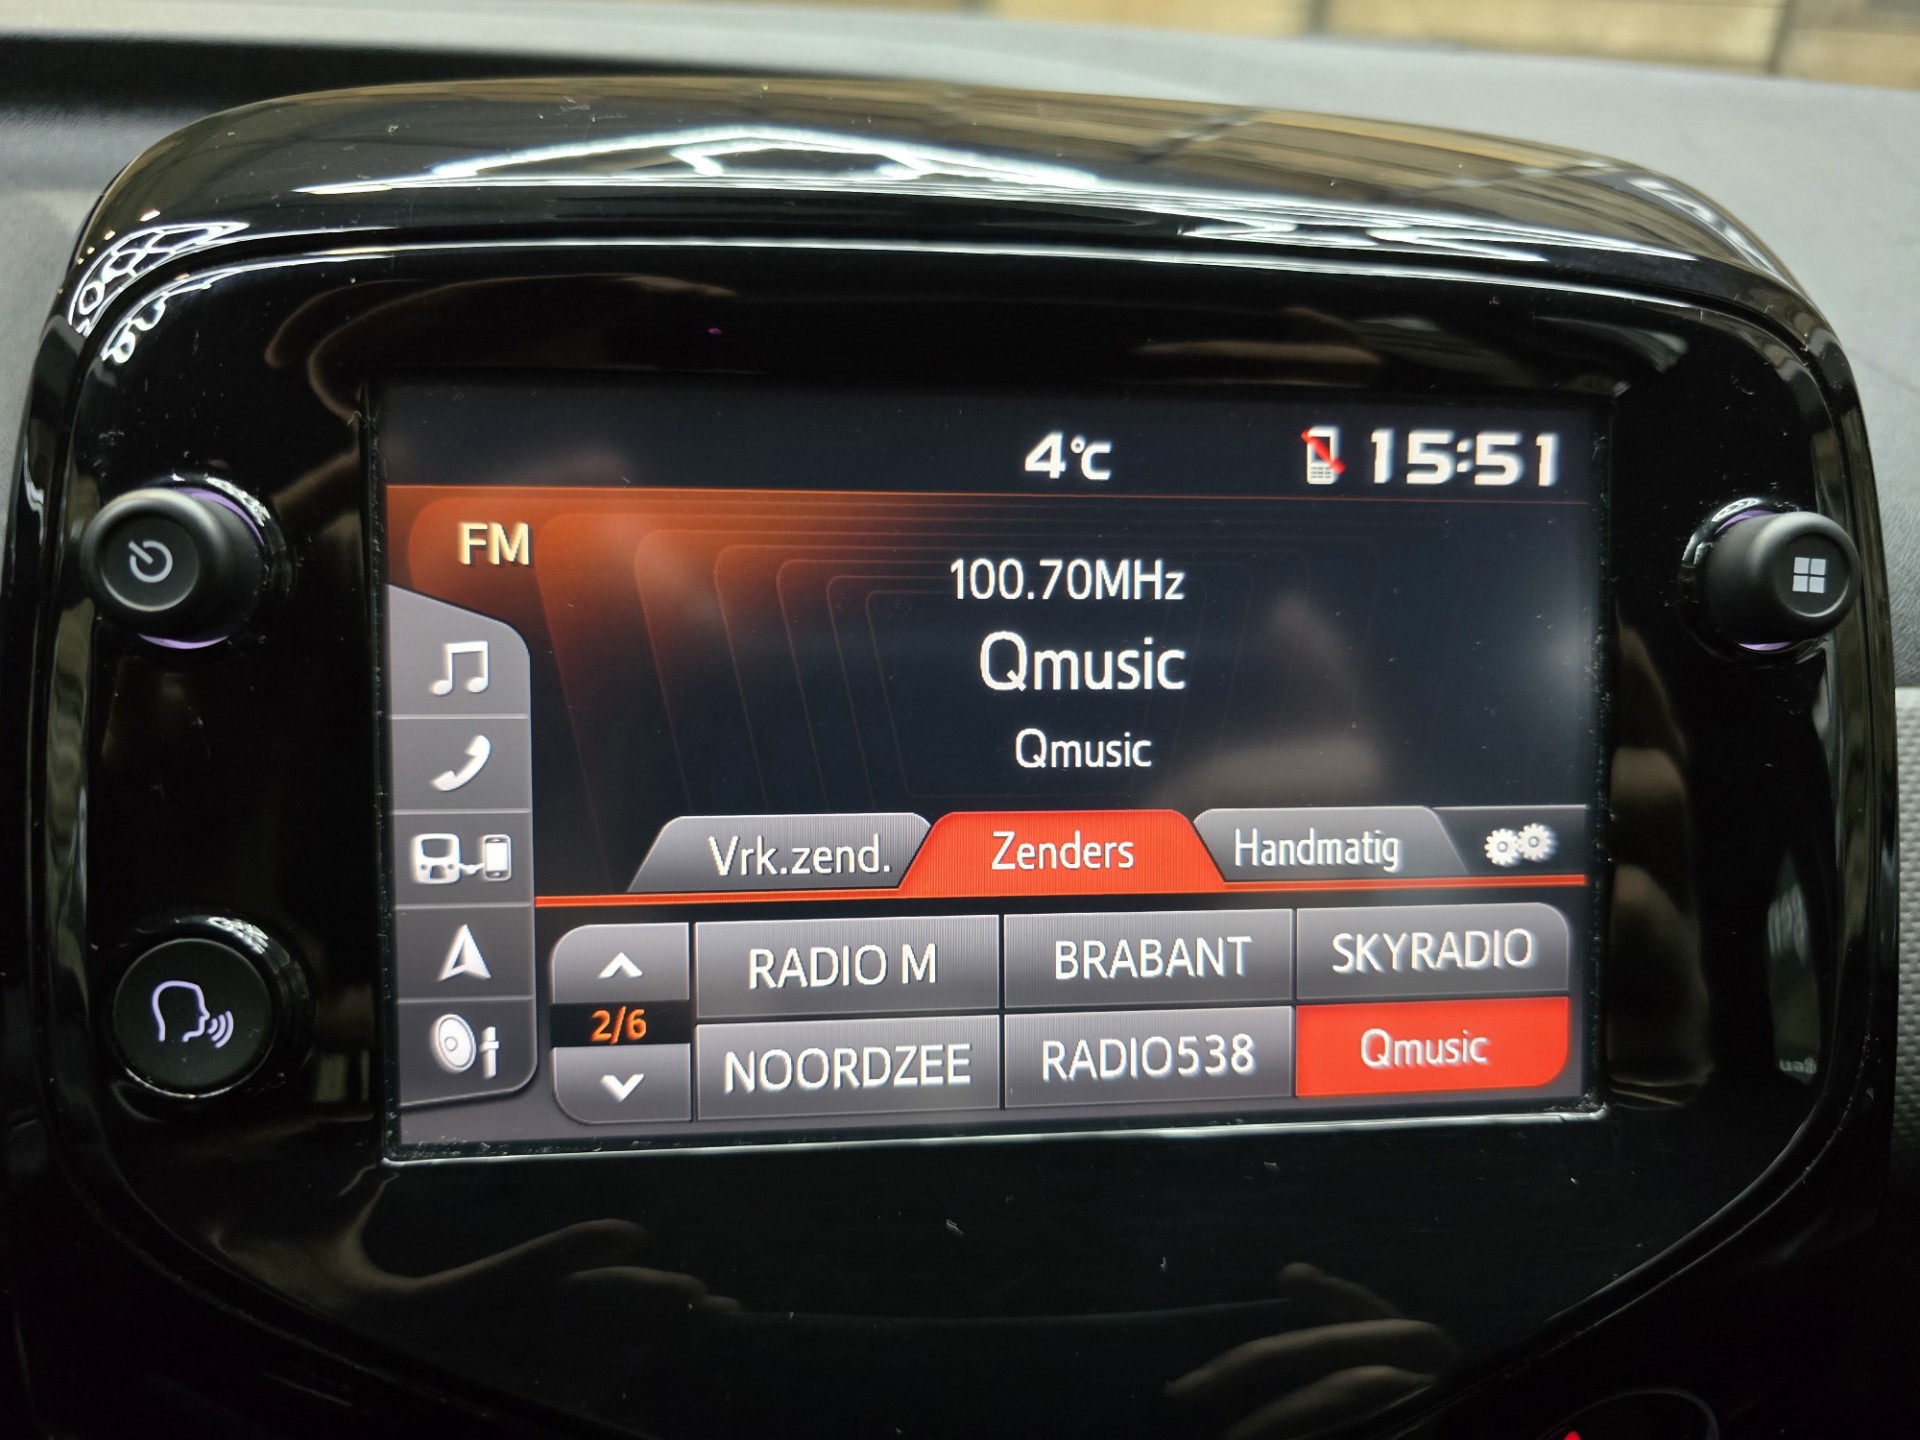 4°C 15:51
FM
100.70MHz
Qmusic
Qmusic
Vrk.zend. Zenders Handmatig
RADIO M BRABANT SKYRADIO
2/6
NOORDZEE RADIO538 Qmusic